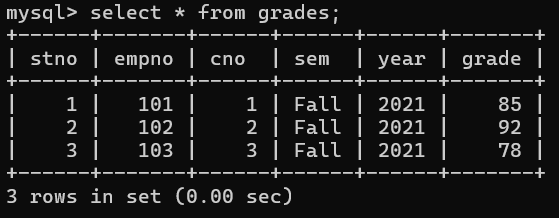 mysql> select * from grades;
+------+-------+------+------+------+-------+
| stno | empno | cno  | sem  | year | grade |
+------+-------+------+------+------+-------+
|    1 |   101 |    1 | Fall | 2021 |    85 |
|    2 |   102 |    2 | Fall | 2021 |    92 |
|    3 |   103 |    3 | Fall | 2021 |    78 |
+------+-------+------+------+------+-------+
3 rows in set (0.00 sec)